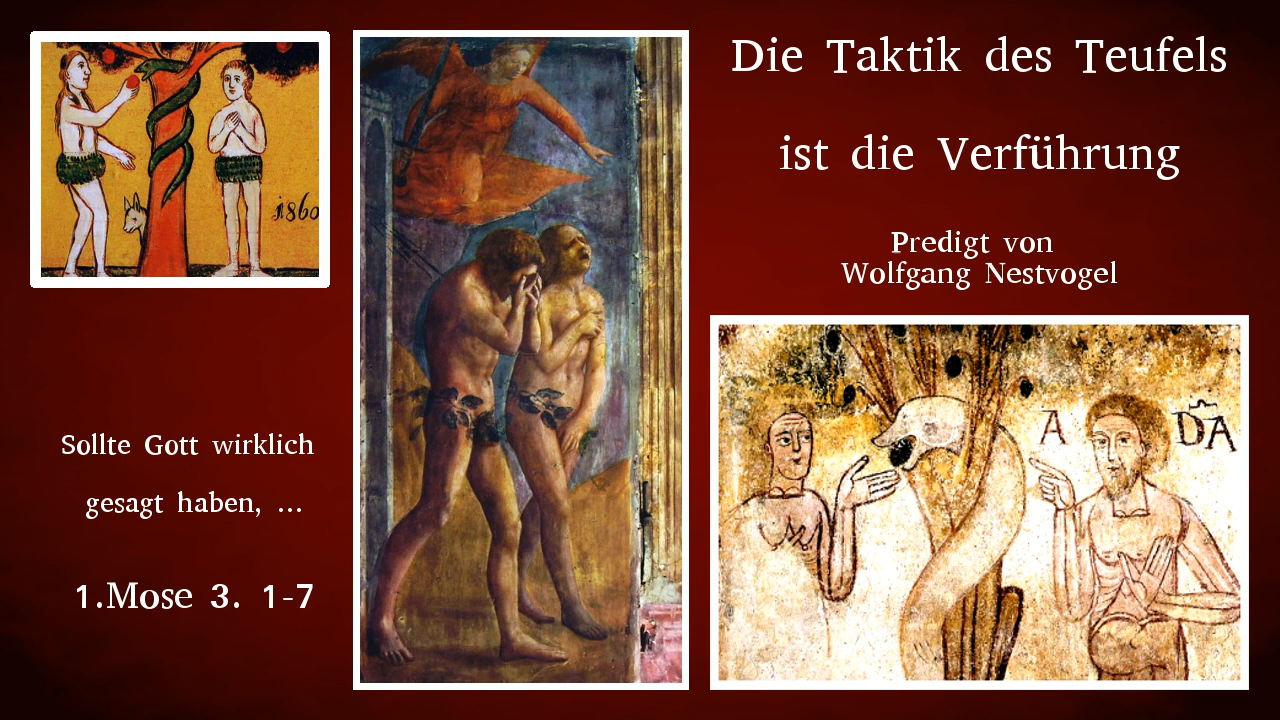 Die Taktik des Teufels
ist die Verführung
Predigt von
Wolfgang Nestvogel
1860
Sollte Gott wirklich
gesagt haben, ...
1.Mose 3. 1-7
A DA